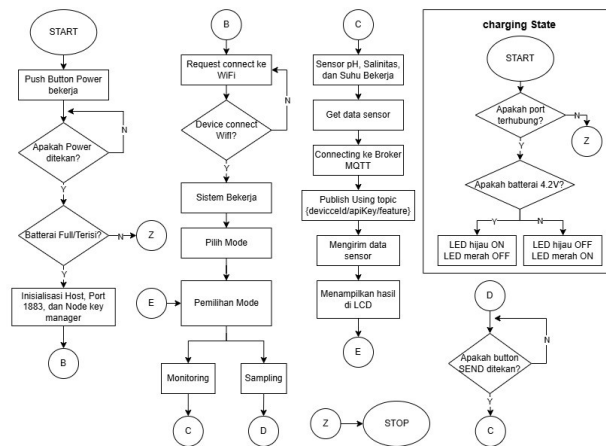 START
Push Button Power
bekerja
N
Apakah Power
ditekan?
Y
Batterai Full/Terisi?
N
Z
Y
Inisialisasi Host, Port
1883, dan Node key
manager
B
B
Request connect ke
WiFi
N
Device connect
Wifi?
Y
Sistem Bekerja
Pilih Mode
E
Pemilihan Mode
Monitoring
Sampling
C
D
C
Sensor pH, Salinitas,
dan Suhu Bekerja
Get data sensor
Connecting ke Broker
MQTT
Publish Using topic
{devicceId/apiKey/feature}
Mengirim data
sensor
Menampilkan hasil
di LCD
E
Z
STOP
charging State
START
Apakah port
terhubung?
N
Z
Y
Apakah batterai 4.2V?
Y
N
LED hijau ON
LED merah OFF
LED hijau OFF
LED merah ON
D
N
Apakah button
SEND ditekan?
Y
C